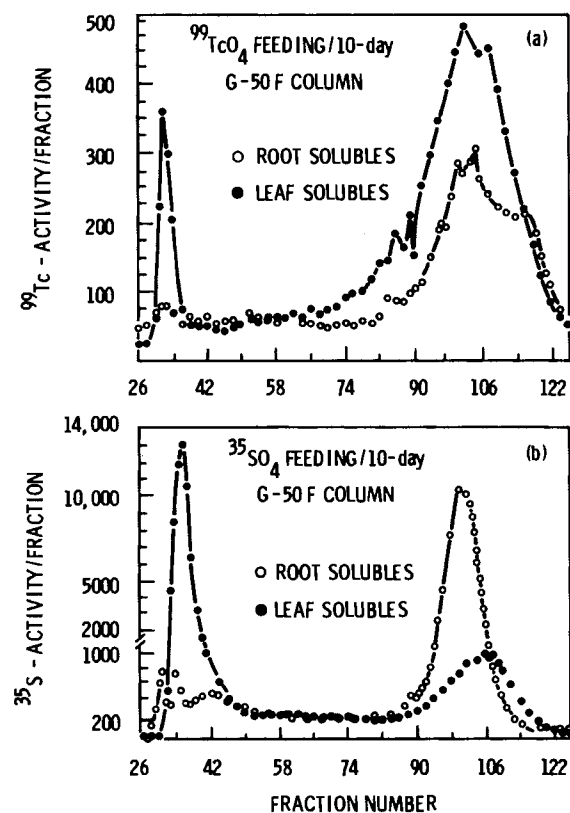 500
400
300
200
100
⁹⁹Tc - ACTIVITY/FRACTION
⁹⁹TcO₄ FEEDING/10-day
G-50 F COLUMN
(a)
ROOT SOLUBLES
LEAF SOLUBLES
26 42 58 74 90 106 122
14,000
10,000
5000
2000
1000
200
³⁵S - ACTIVITY/FRACTION
³⁵SO₄ FEEDING/10-day
G-50 F COLUMN
(b)
ROOT SOLUBLES
LEAF SOLUBLES
26 42 58 74 90 106 122
FRACTION NUMBER